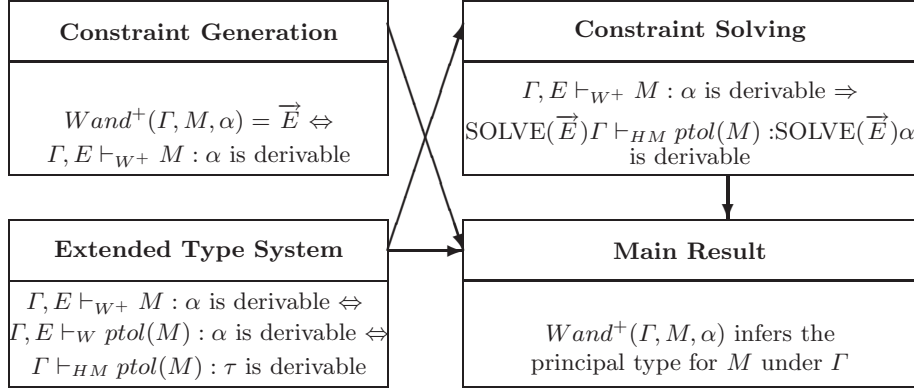 Constraint Generation
Wand⁺(Γ, M, α) = E⃗ ⇔
Γ, E ⊢_{W⁺} M : α is derivable
Constraint Solving
Γ, E ⊢_{W⁺} M : α is derivable ⇒
SOLVE(E⃗)Γ ⊢_{HM} ptol(M) :SOLVE(E⃗)α
is derivable
Extended Type System
Γ, E ⊢_{W⁺} M : α is derivable ⇔
Γ, E ⊢_W ptol(M) : α is derivable ⇔
Γ ⊢_{HM} ptol(M) : τ is derivable
Main Result
Wand⁺(Γ, M, α) infers the
principal type for M under Γ